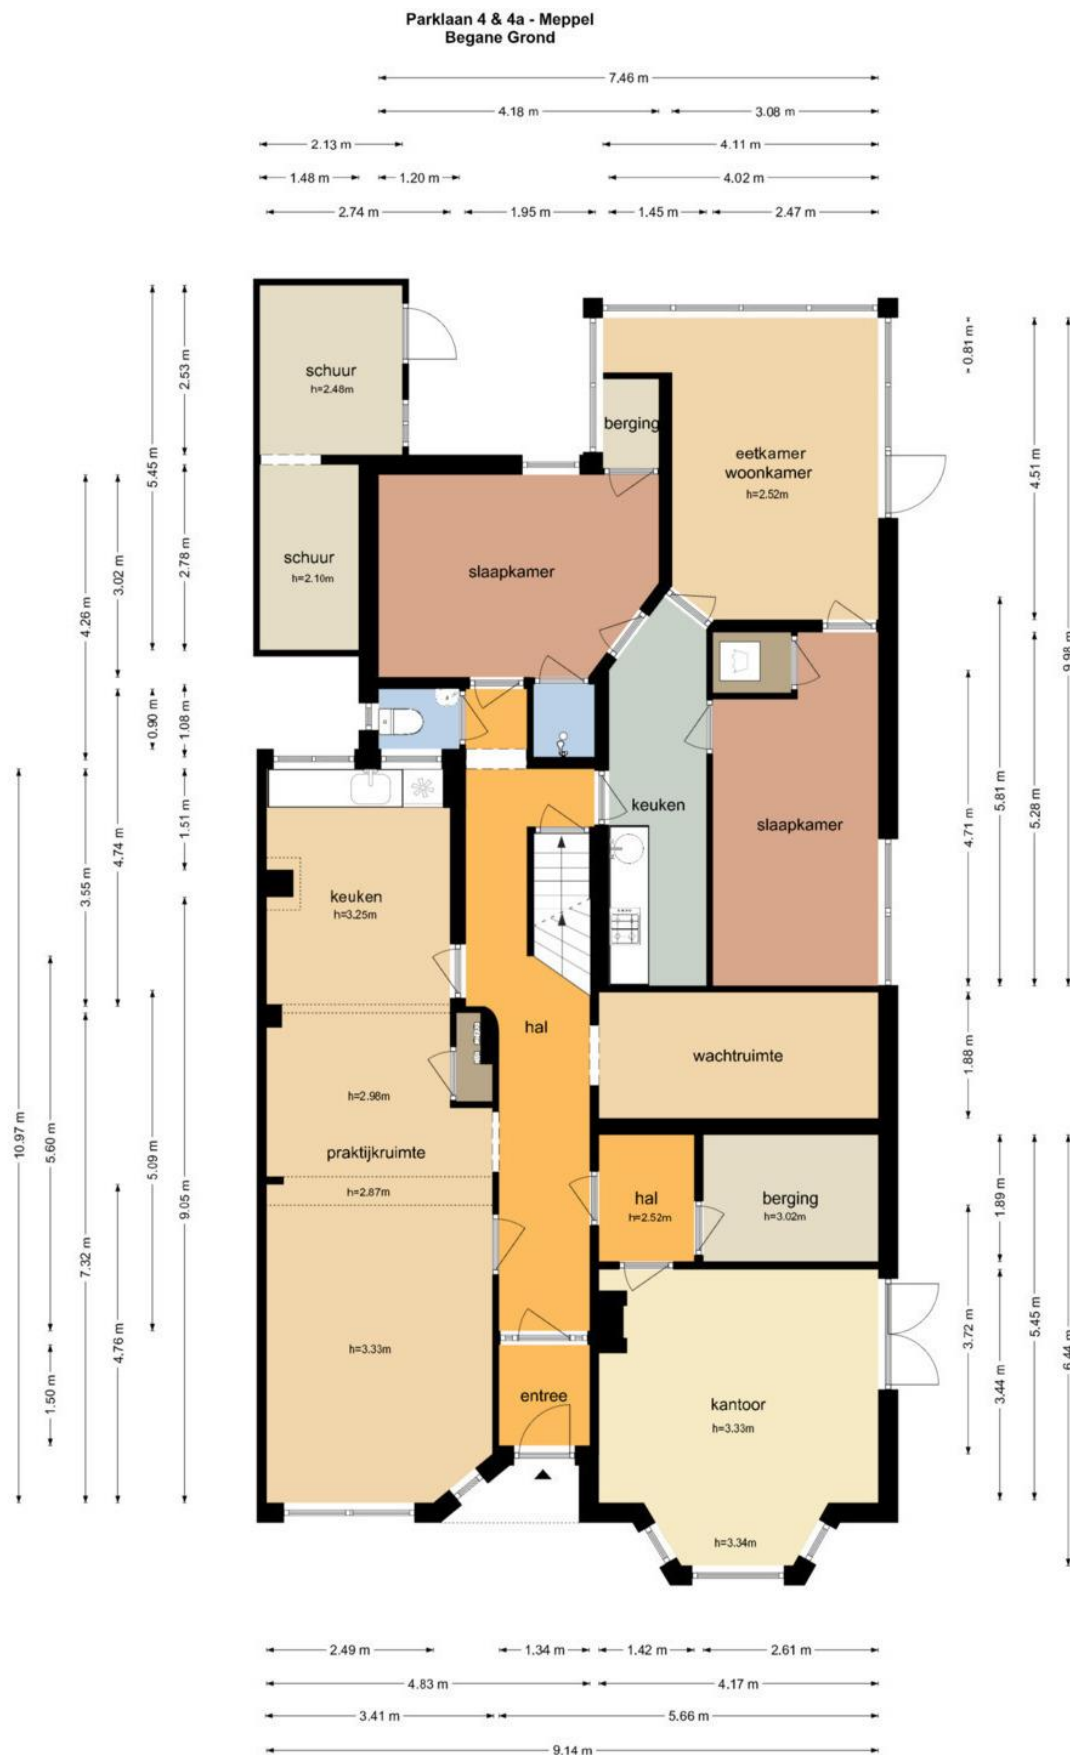 Parklaan 4 & 4a - Meppel
Begane Grond
7.46 m
4.18 m
3.08 m
2.13 m
4.11 m
1.48 m
1.20 m
4.02 m
2.74 m
1.95 m
1.45 m
2.47 m
5.45 m
2.53 m
2.78 m
4.26 m
3.02 m
0.90 m
1.08 m
4.74 m
1.51 m
3.55 m
10.97 m
5.60 m
5.09 m
9.05 m
7.32 m
4.76 m
1.50 m
schuur
h=2.48m
schuur
h=2.10m
berging
eetkamer
woonkamer
h=2.52m
slaapkamer
keuken
slaapkamer
keuken
h=3.25m
hal
wachtruimte
h=2.98m
praktijkruimte
h=2.87m
hal
h=2.52m
berging
h=3.02m
h=3.33m
entree
kantoor
h=3.33m
h=3.34m
0.81 m
4.51 m
9.98 m
5.81 m
5.28 m
4.71 m
1.88 m
1.89 m
5.45 m
3.72 m
3.44 m
6.44 m
2.49 m
1.34 m
1.42 m
2.61 m
4.83 m
4.17 m
3.41 m
5.66 m
9.14 m